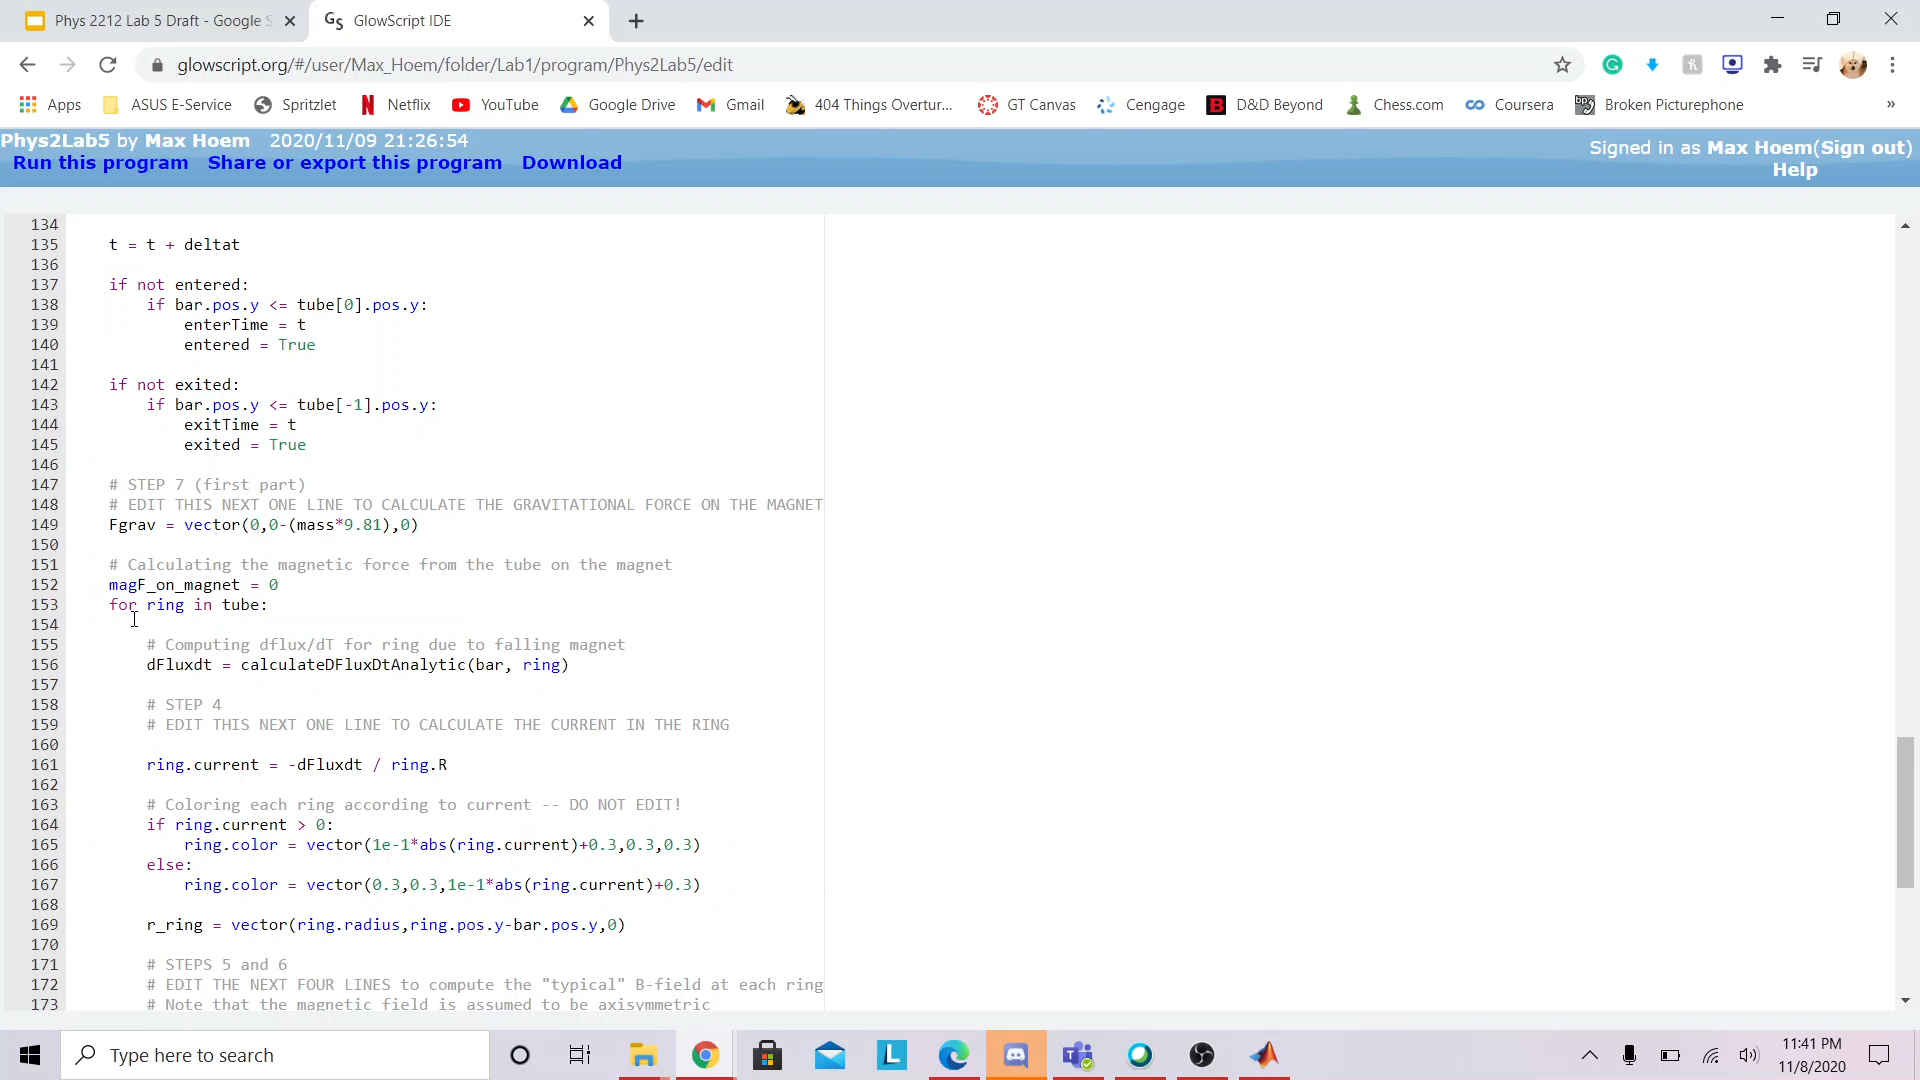 Phys 2212 Lab 5 Draft - Google S
GlowScript IDE
glowscript.org/#/user/Max_Hoem/folder/Lab1/program/Phys2Lab5/edit
Apps
ASUS E-Service
Spritzlet
Netflix
YouTube
Google Drive
Gmail
404 Things Overtur...
GT Canvas
Cengage
D&D Beyond
Chess.com
Coursera
Broken Picturephone
»
Phys2Lab5 by Max Hoem 2020/11/09 21:26:54
Signed in as Max Hoem(Sign out)
Run this program Share or export this program Download
Help
134
135 t = t + deltat
136
137 if not entered:
138 if bar.pos.y <= tube[0].pos.y:
139 enterTime = t
140 entered = True
141
142 if not exited:
143 if bar.pos.y <= tube[-1].pos.y:
144 exitTime = t
145 exited = True
146
147 # STEP 7 (first part)
148 # EDIT THIS NEXT ONE LINE TO CALCULATE THE GRAVITATIONAL FORCE ON THE MAGNET
149 Fgrav = vector(0,0-(mass*9.81),0)
150
151 # Calculating the magnetic force from the tube on the magnet
152 magF_on_magnet = 0
153 for ring in tube:
154
155 # Computing dflux/dT for ring due to falling magnet
156 dFluxdt = calculateDFluxDtAnalytic(bar, ring)
157
158 # STEP 4
159 # EDIT THIS NEXT ONE LINE TO CALCULATE THE CURRENT IN THE RING
160
161 ring.current = -dFluxdt / ring.R
162
163 # Coloring each ring according to current -- DO NOT EDIT!
164 if ring.current > 0:
165 ring.color = vector(1e-1*abs(ring.current)+0.3,0.3,0.3)
166 else:
167 ring.color = vector(0.3,0.3,1e-1*abs(ring.current)+0.3)
168
169 r_ring = vector(ring.radius,ring.pos.y-bar.pos.y,0)
170
171 # STEPS 5 and 6
172 # EDIT THE NEXT FOUR LINES to compute the "typical" B-field at each ring
173 # Note that the magnetic field is assumed to be axisymmetric
Type here to search
11:41 PM
11/8/2020